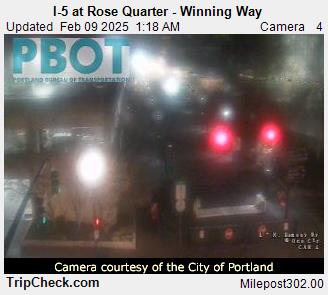 I-5 at Rose Quarter - Winning Way
Updated Feb 09 2025 1:18 AM Camera 4
PBOT
PORTLAND BUREAU OF TRANSPORTATION
Camera courtesy of the City of Portland
TripCheck.com Milepost302.00